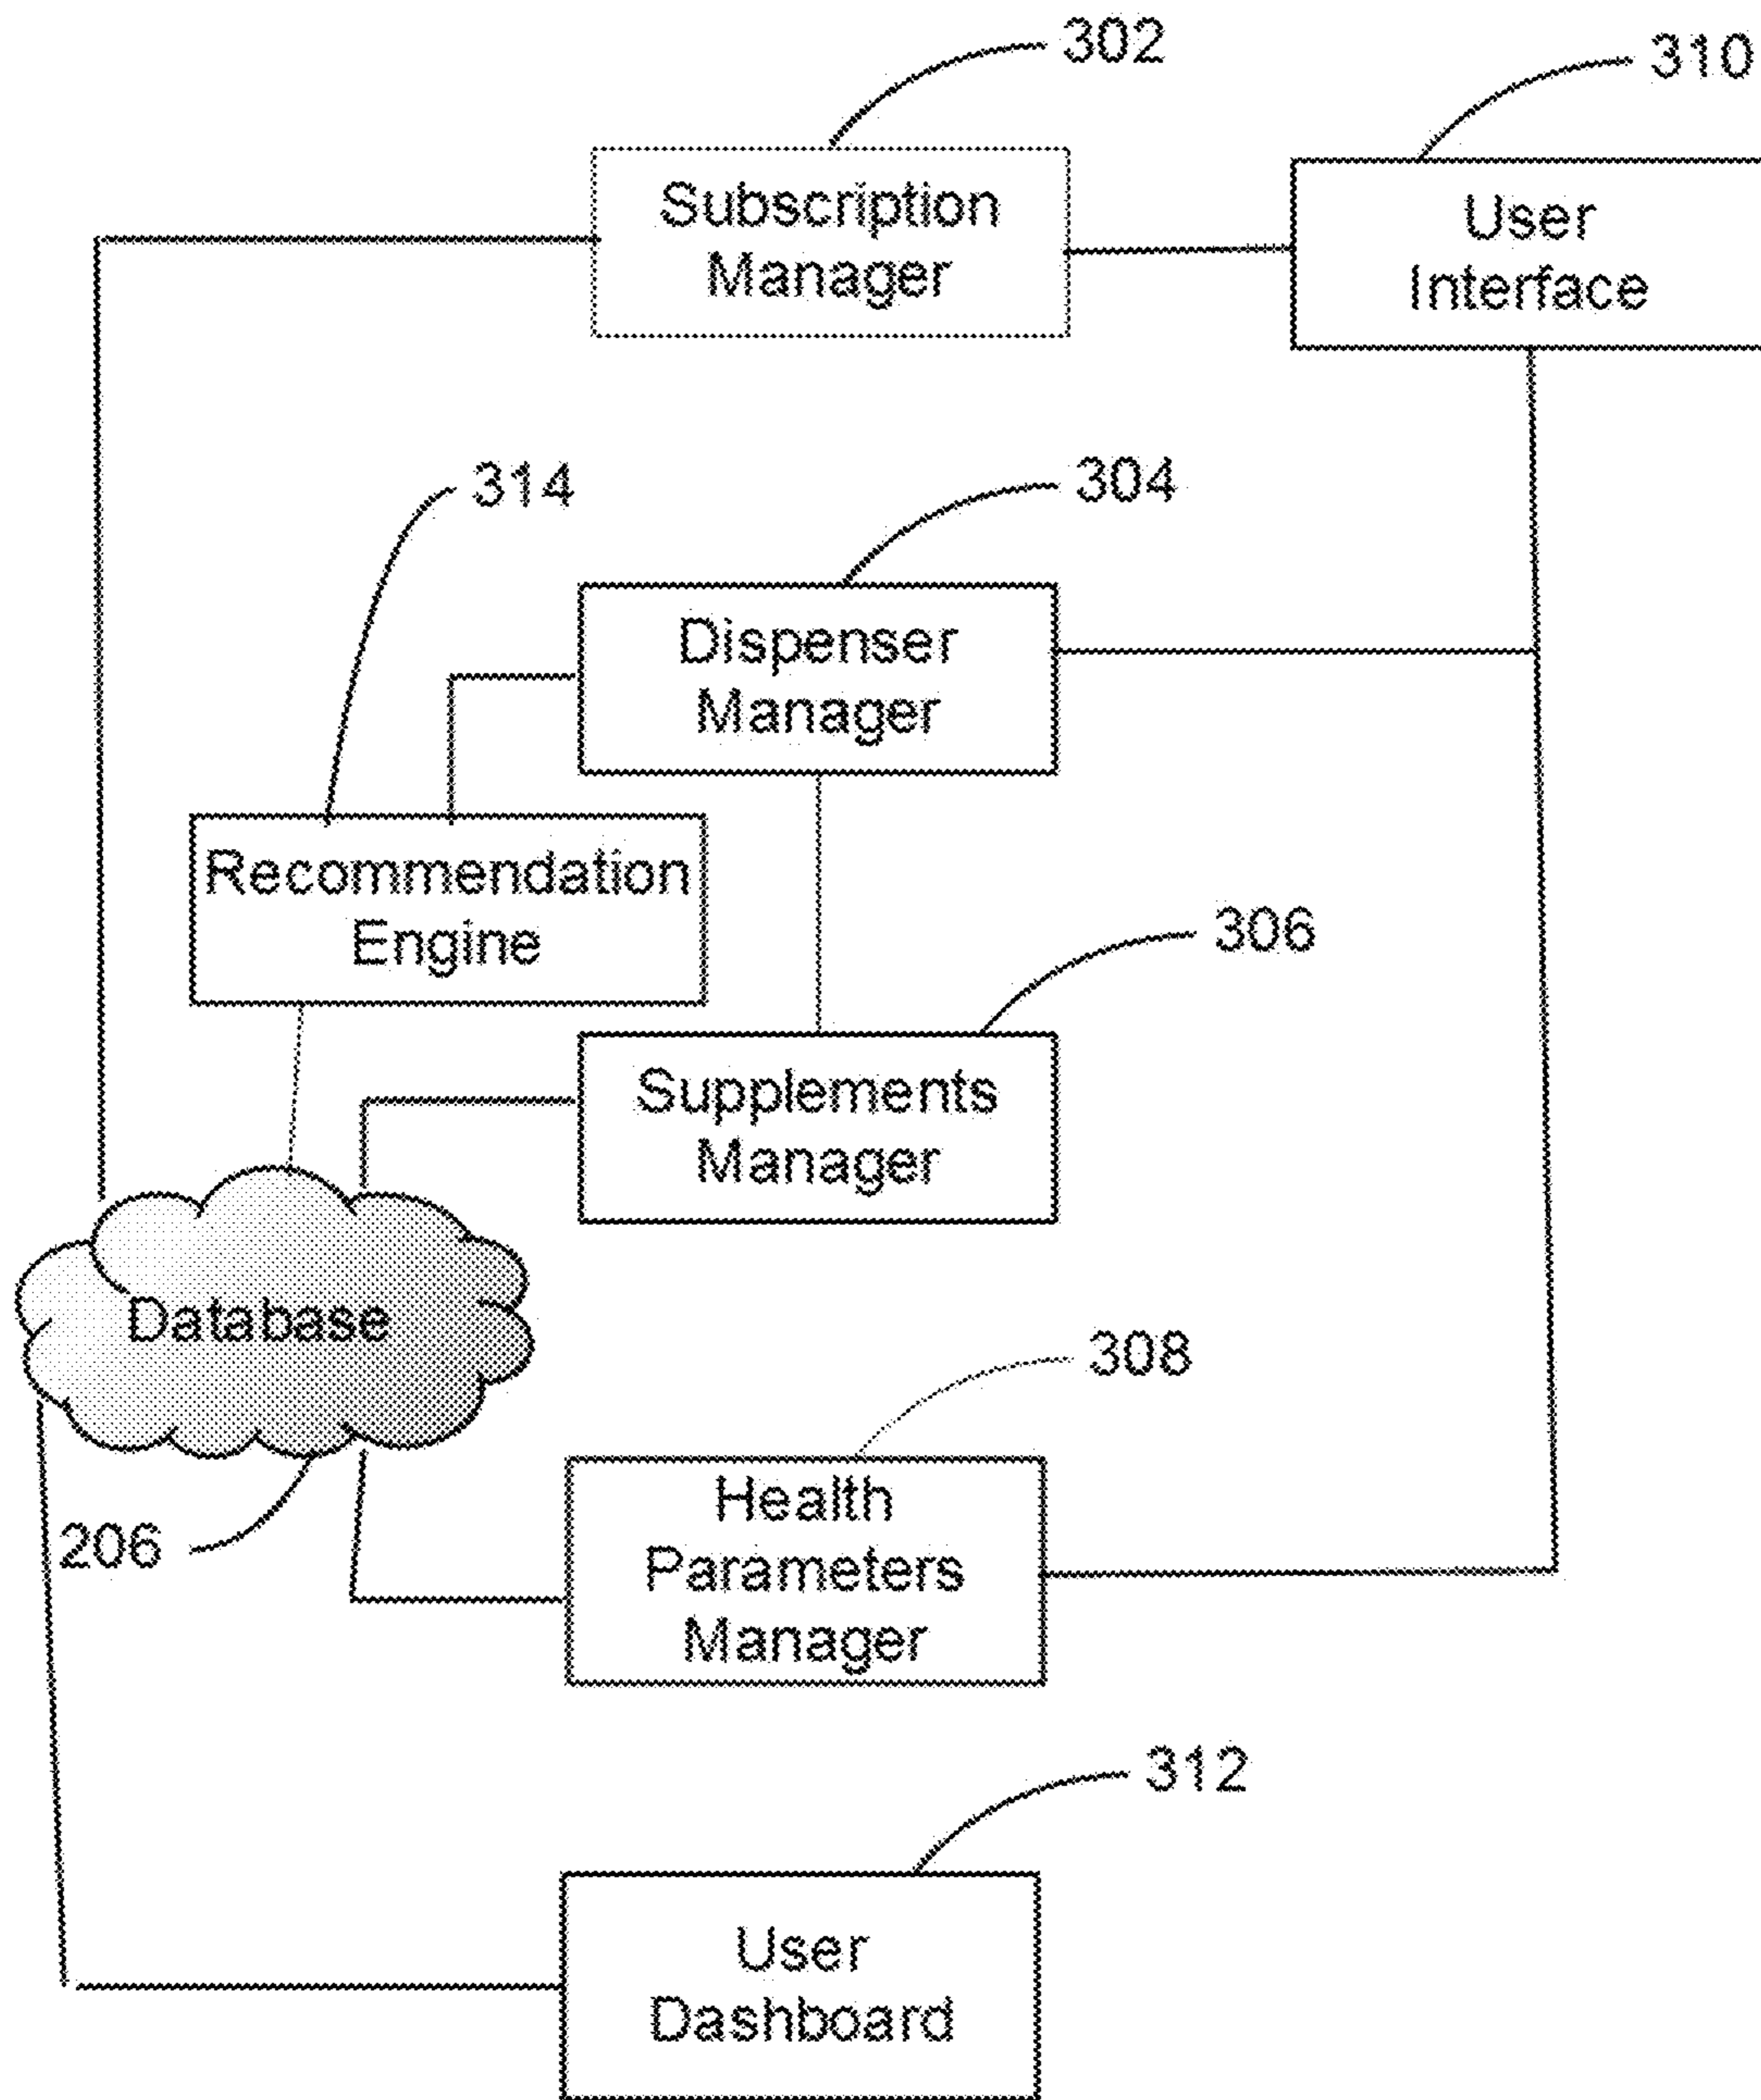 302
310
Subscription
Manager
User
Interface
314
304
Dispenser
Manager
Recommendation
Engine
306
Supplements
Manager
Database
308
206
Health
Parameters
Manager
312
User
Dashboard